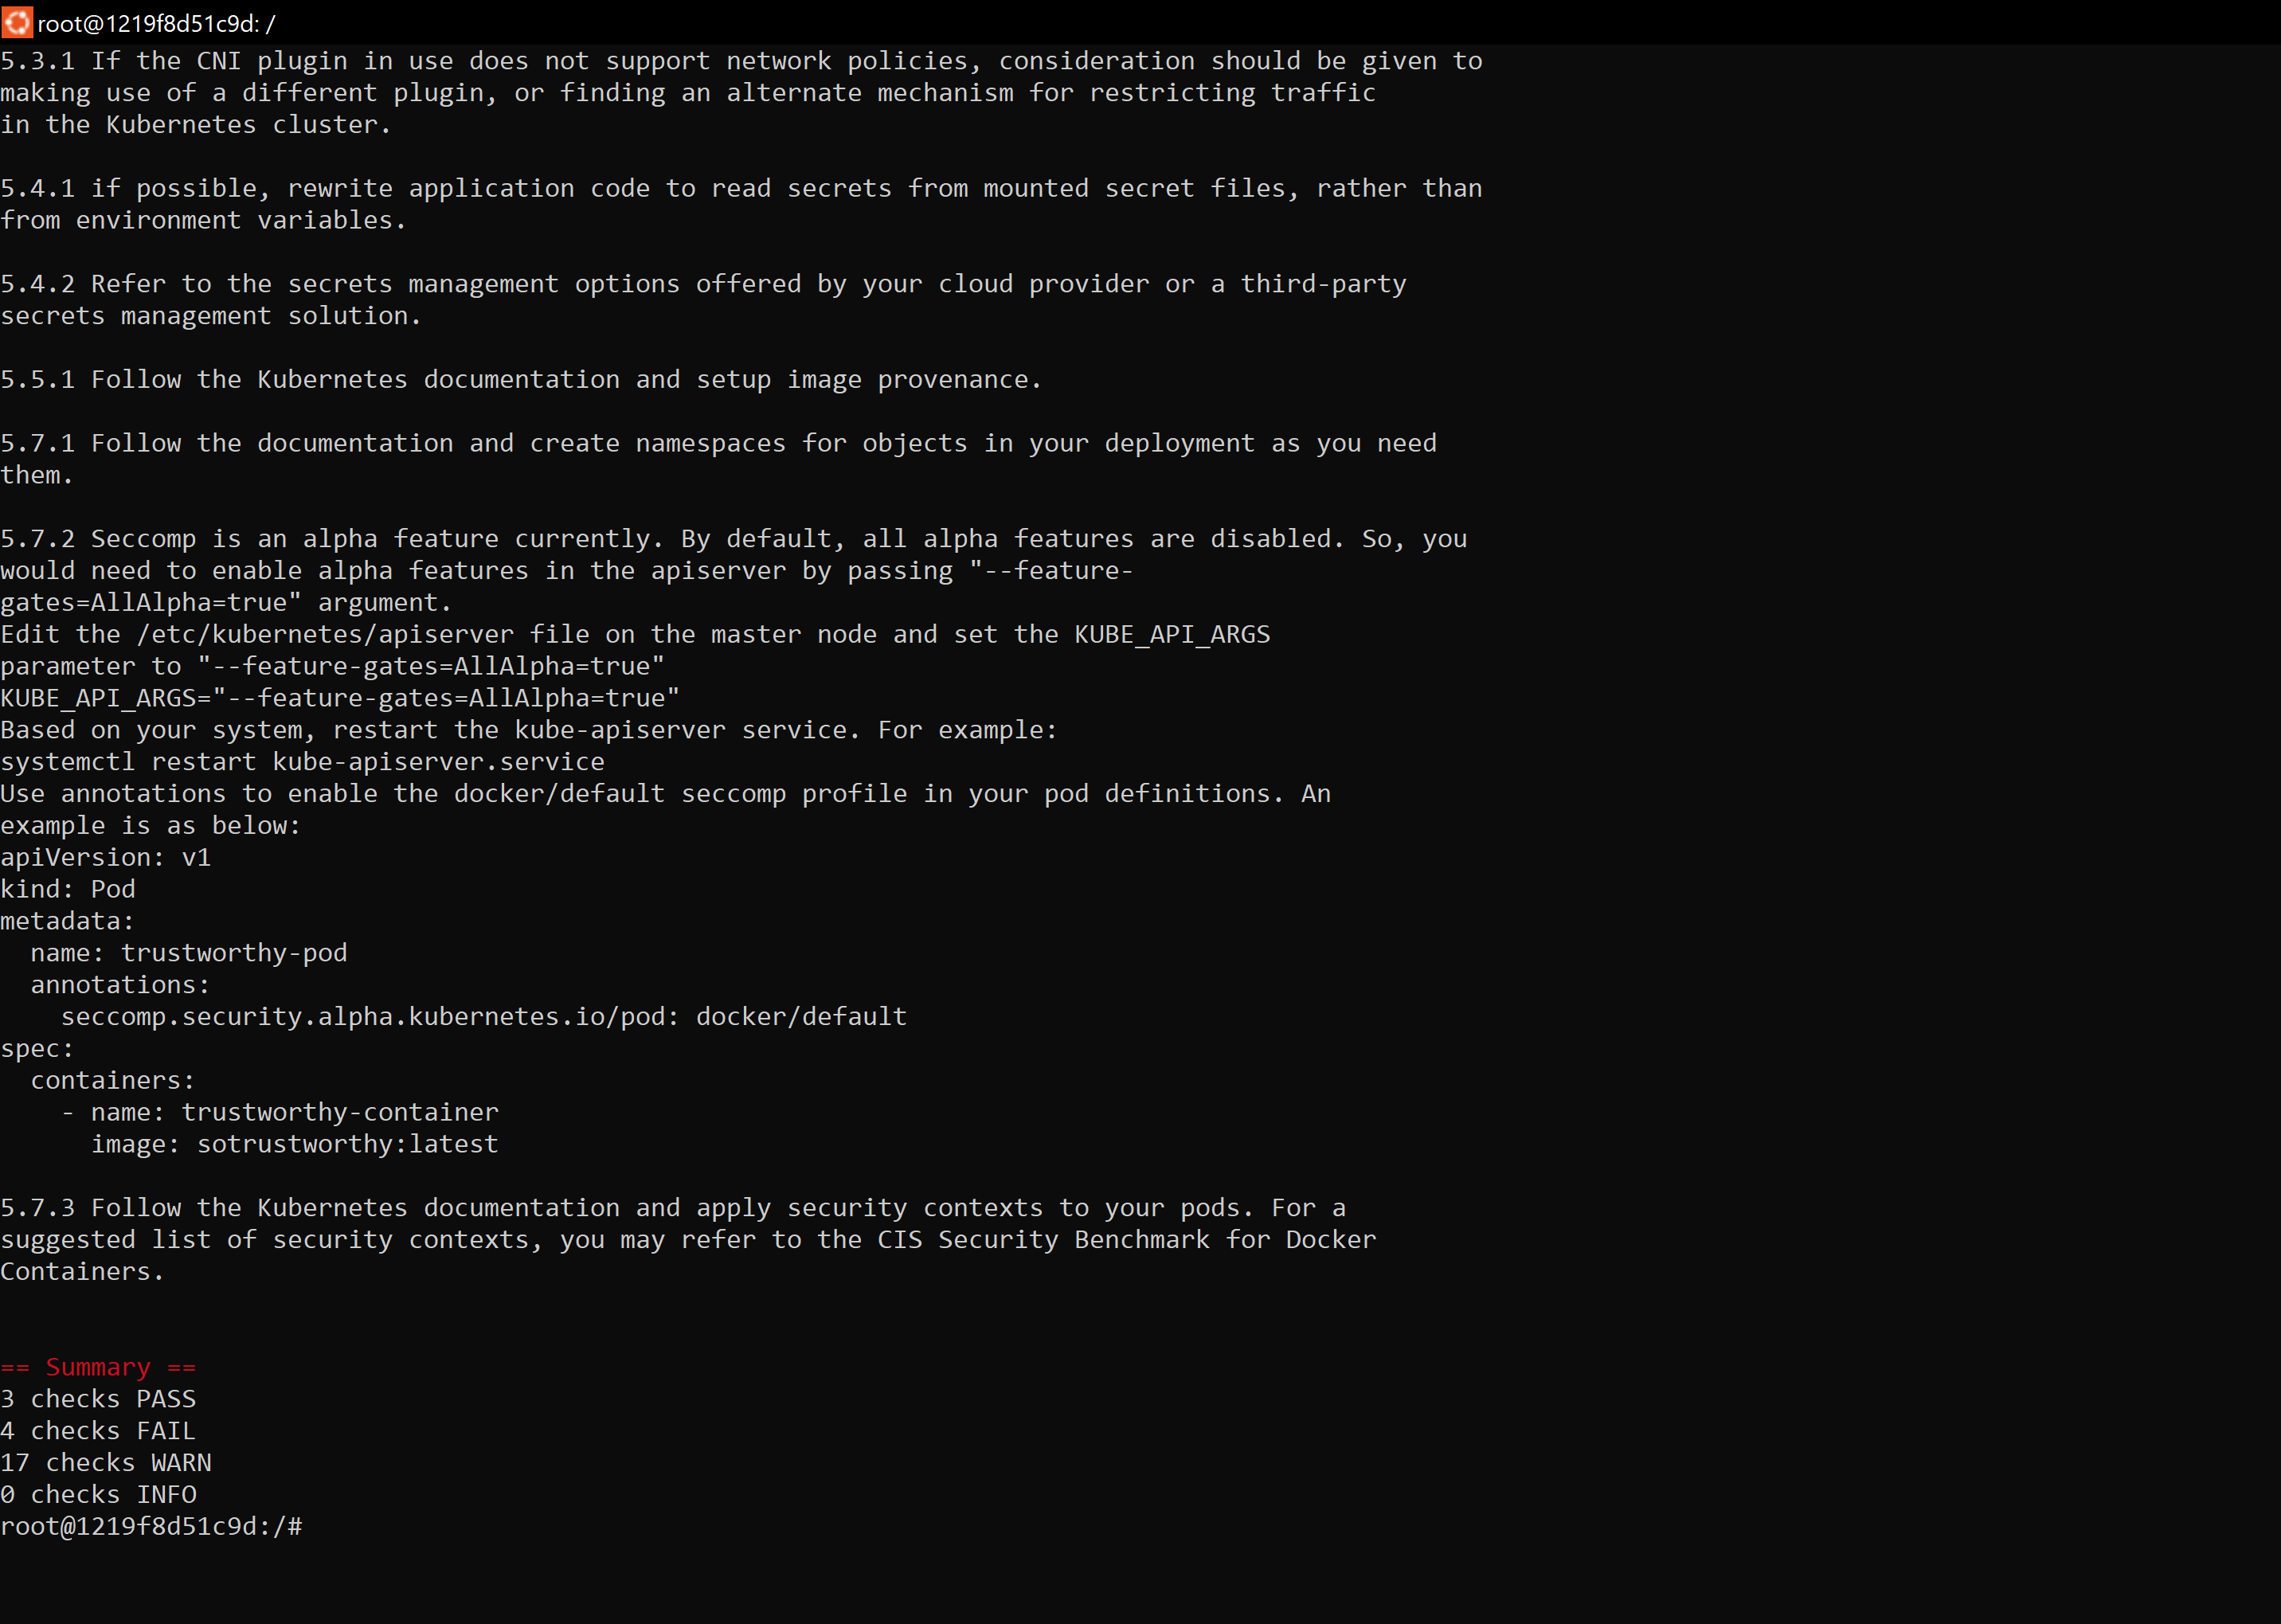 root@1219f8d51c9d: /
5.3.1 If the CNI plugin in use does not support network policies, consideration should be given to
making use of a different plugin, or finding an alternate mechanism for restricting traffic
in the Kubernetes cluster.
5.4.1 if possible, rewrite application code to read secrets from mounted secret files, rather than
from environment variables.
5.4.2 Refer to the secrets management options offered by your cloud provider or a third-party
secrets management solution.
5.5.1 Follow the Kubernetes documentation and setup image provenance.
5.7.1 Follow the documentation and create namespaces for objects in your deployment as you need
them.
5.7.2 Seccomp is an alpha feature currently. By default, all alpha features are disabled. So, you
would need to enable alpha features in the apiserver by passing "--feature-
gates=AllAlpha=true" argument.
Edit the /etc/kubernetes/apiserver file on the master node and set the KUBE_API_ARGS
parameter to "--feature-gates=AllAlpha=true"
KUBE_API_ARGS="--feature-gates=AllAlpha=true"
Based on your system, restart the kube-apiserver service. For example:
systemctl restart kube-apiserver.service
Use annotations to enable the docker/default seccomp profile in your pod definitions. An
example is as below:
apiVersion: v1
kind: Pod
metadata:
  name: trustworthy-pod
  annotations:
    seccomp.security.alpha.kubernetes.io/pod: docker/default
spec:
  containers:
    - name: trustworthy-container
      image: sotrustworthy:latest
5.7.3 Follow the Kubernetes documentation and apply security contexts to your pods. For a
suggested list of security contexts, you may refer to the CIS Security Benchmark for Docker
Containers.
== Summary ==
3 checks PASS
4 checks FAIL
17 checks WARN
0 checks INFO
root@1219f8d51c9d:/#